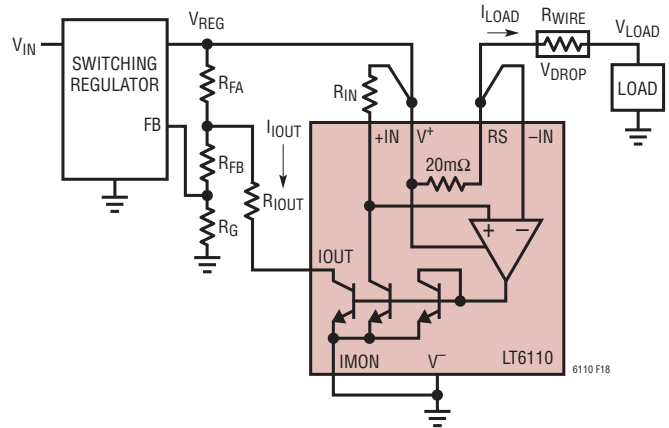 V_IN
SWITCHING
REGULATOR
FB
V_REG
R_FA
R_FB
R_G
I_IOUT
R_IOUT
R_IN
I_LOAD
R_WIRE
V_DROP
V_LOAD
LOAD
+IN
V+
RS
–IN
20mΩ
+
–
IOUT
IMON
V–
LT6110
6110 F18